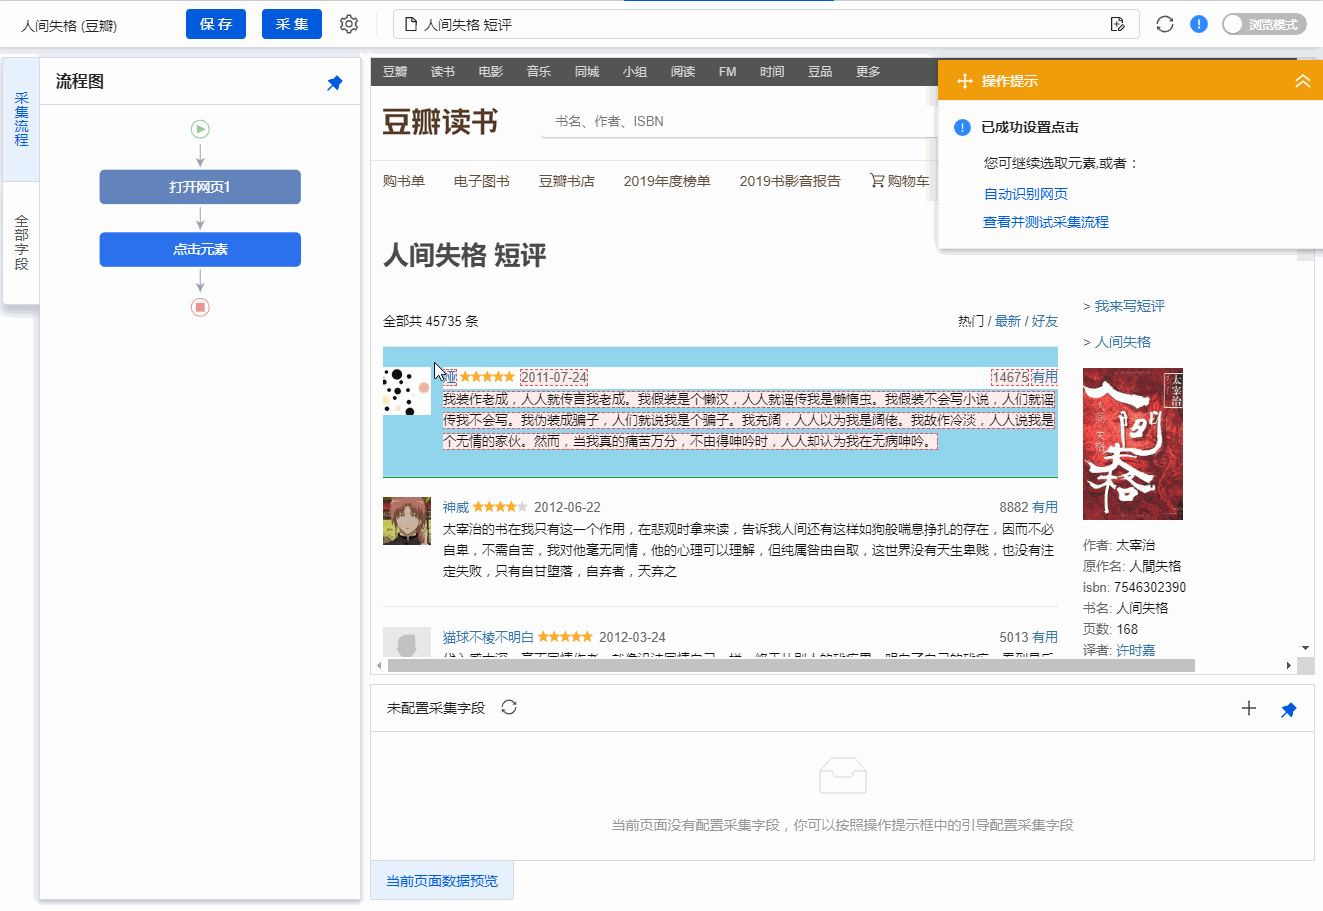 人间失格 (豆瓣)
保 存
采 集
人间失格 短评
浏览模式
采集流程
全部字段
流程图
打开网页1
点击元素
豆瓣 读书 电影 音乐 同城 小组 阅读 FM 时间 豆品 更多
豆瓣读书
书名、作者、ISBN
购书单 电子图书 豆瓣书店 2019年度榜单 2019书影音报告 购物车
操作提示
已成功设置点击
您可继续选取元素,或者：
自动识别网页
查看并测试采集流程
人间失格 短评
全部共 45735 条
热门 / 最新 / 好友
2011-07-24 14675 有用
我装作老成，人人就传言我老成。我假装是个懒汉，人人就谣传我是懒惰虫。我假装不会写小说，人们就谣
传我不会写。我伪装成骗子，人们就说我是个骗子。我充阔，人人以为我是阔佬。我故作冷淡，人人说我是
个无情的家伙。然而，当我真的痛苦万分，不由得呻吟时，人人却认为我在无病呻吟。
神威 2012-06-22 8882 有用
太宰治的书在我只有这一个作用，在悲观时拿来读，告诉我人间还有这样如狗般喘息挣扎的存在，因而不必
自卑，不需自苦，我对他毫无同情，他的心理可以理解，但纯属咎由自取，这世界没有天生卑贱，也没有注
定失败，只有自甘堕落，自弃者，天弃之
猫球不棱不明白 2012-03-24 5013 有用
> 我来写短评
> 人间失格
太宰治
人间失格
作者: 太宰治
原作名: 人間失格
isbn: 7546302390
书名: 人间失格
页数: 168
译者: 许时嘉
未配置采集字段
当前页面没有配置采集字段，你可以按照操作提示框中的引导配置采集字段
当前页面数据预览